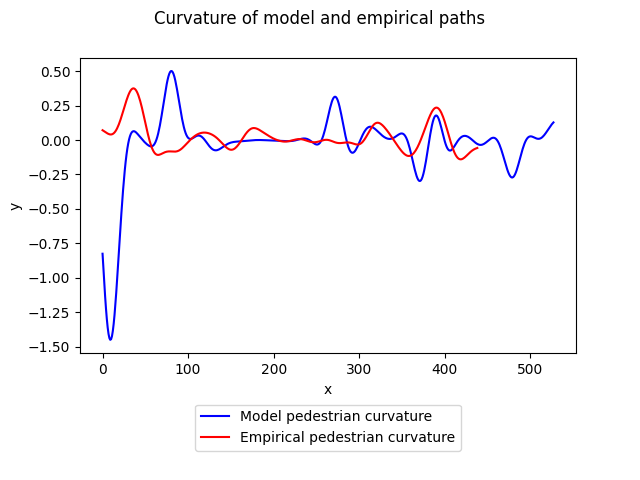 Curvature of model and empirical paths
0.50
0.25
0.00
−0.25
−0.50
−0.75
−1.00
−1.25
−1.50
y
0 100 200 300 400 500
x
Model pedestrian curvature
Empirical pedestrian curvature